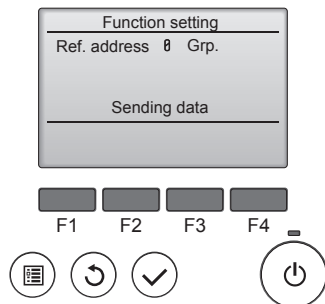 Function setting
Ref. address 0 Grp.
Sending data
F1 F2 F3 F4